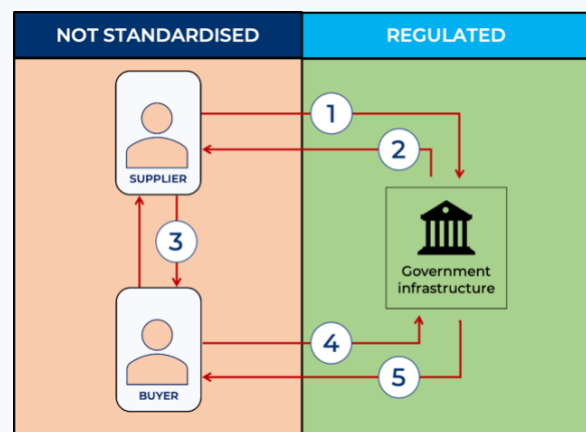 NOT STANDARDISED
REGULATED
1
2
SUPPLIER
3
Government
infrastructure
4
5
BUYER